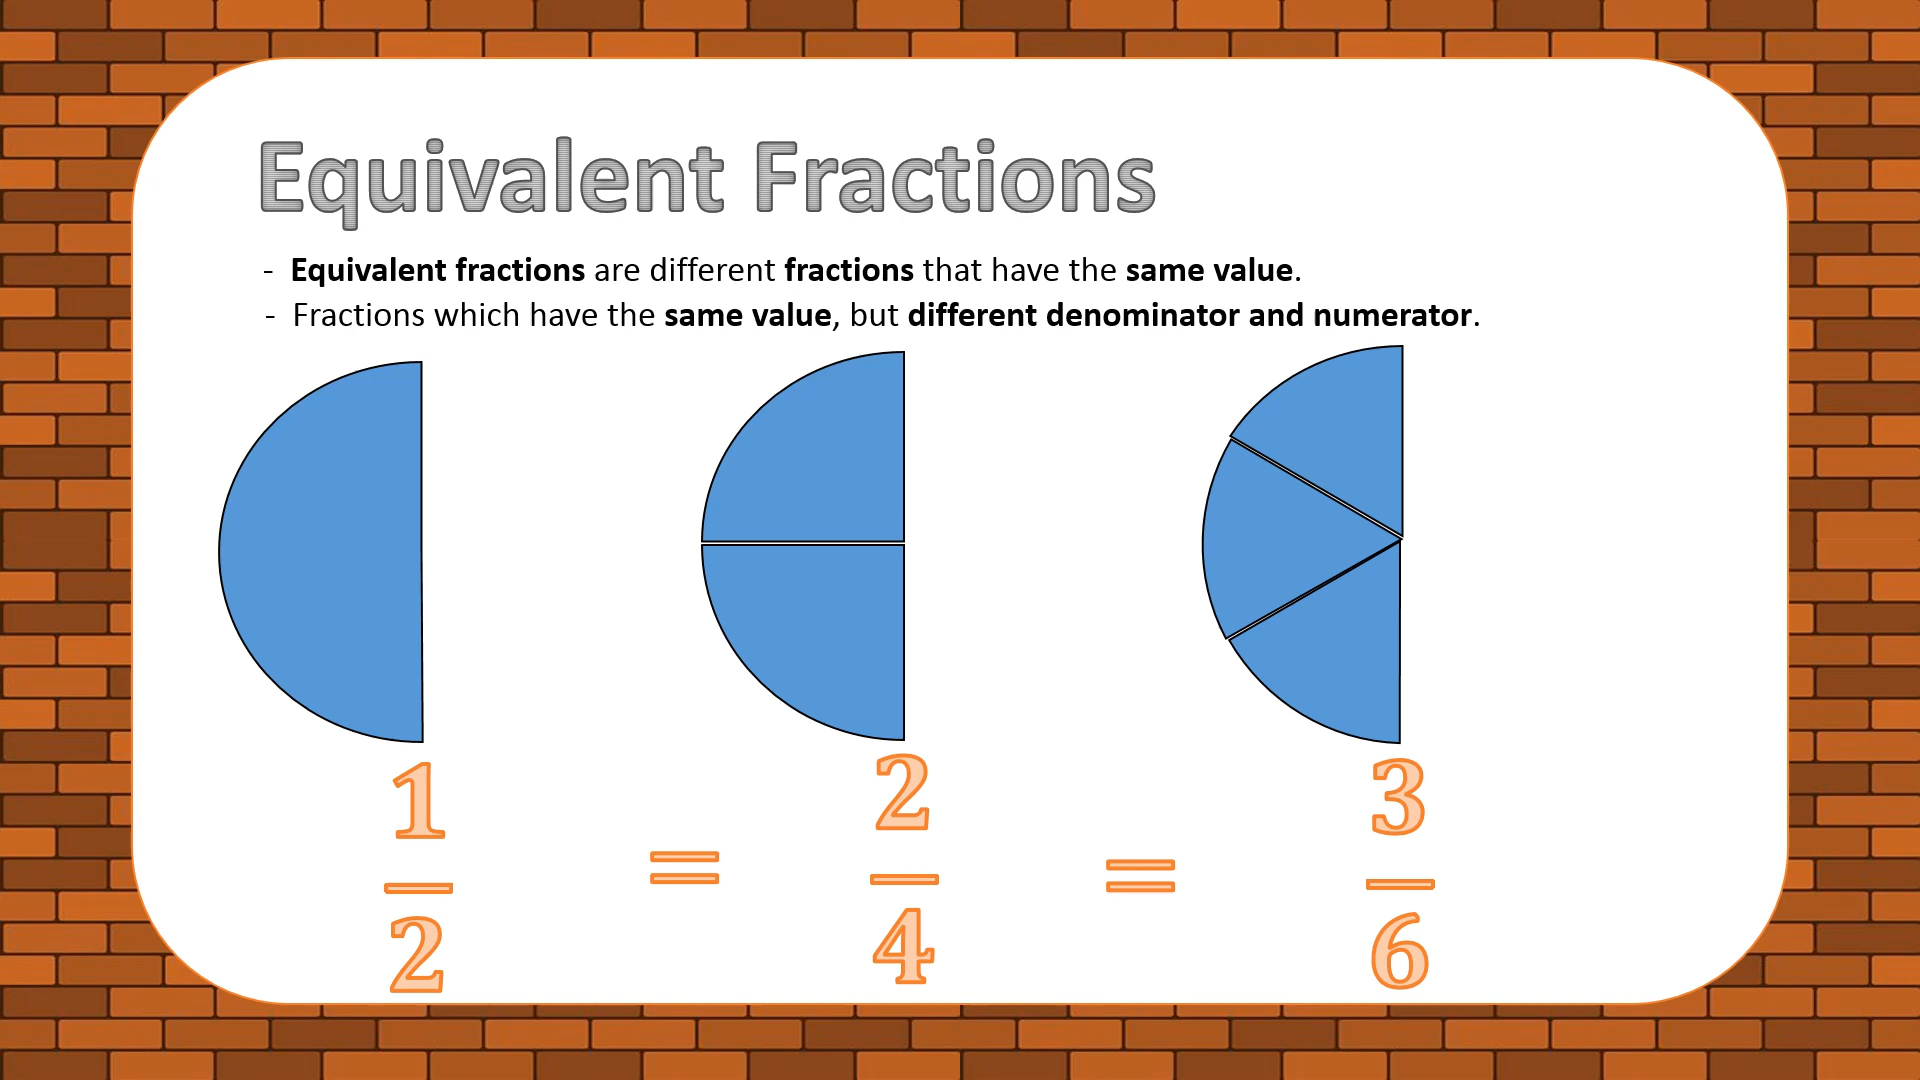 Equivalent Fractions
- Equivalent fractions are different fractions that have the same value.
- Fractions which have the same value, but different denominator and numerator.
1 2 3
= =
2 4 6